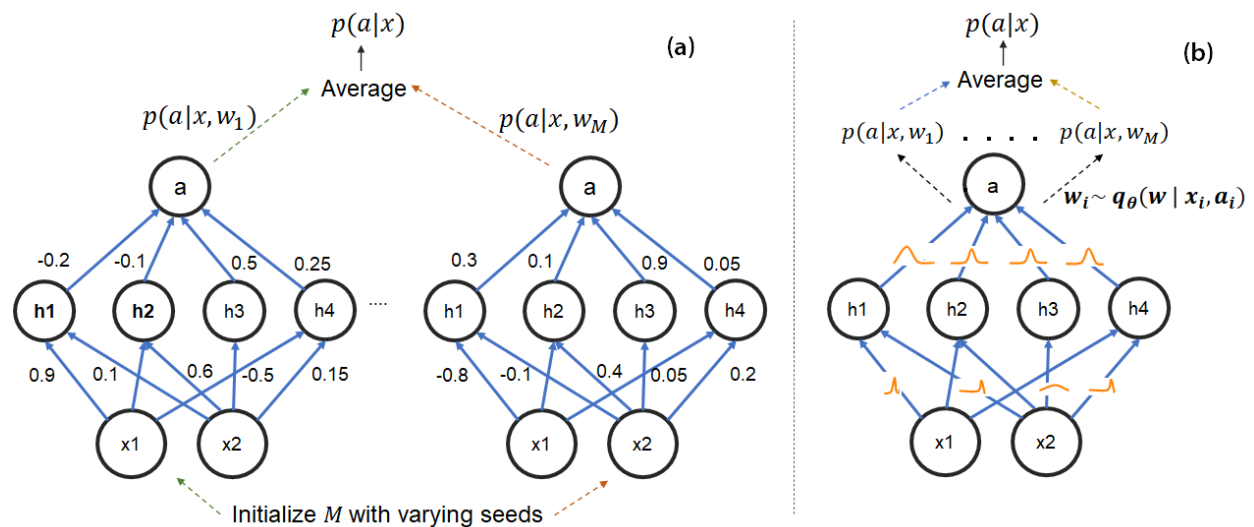 p(a|x)
(a)
Average
p(a|x, w₁)
p(a|x, w_M)
a
a
-0.2
-0.1
0.5
0.25
0.3
0.1
0.9
0.05
h1
h2
h3
h4
....
h1
h2
h3
h4
0.9
0.1
0.6
-0.5
0.15
-0.8
-0.1
0.4
0.05
0.2
x1
x2
x1
x2
Initialize M with varying seeds
p(a|x)
(b)
Average
p(a|x, w₁) . . . . p(a|x, w_M)
a
wᵢ~ q_θ(w | xᵢ, aᵢ)
h1
h2
h3
h4
x1
x2